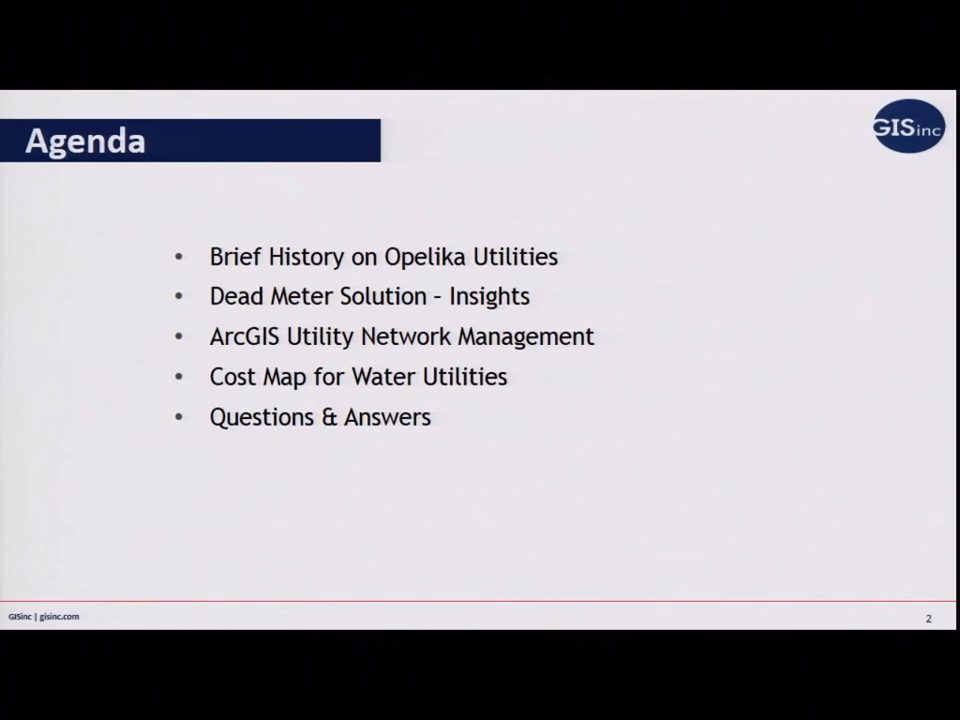 Agenda
GISinc
• Brief History on Opelika Utilities
• Dead Meter Solution – Insights
• ArcGIS Utility Network Management
• Cost Map for Water Utilities
• Questions & Answers
GISinc | gisinc.com
2